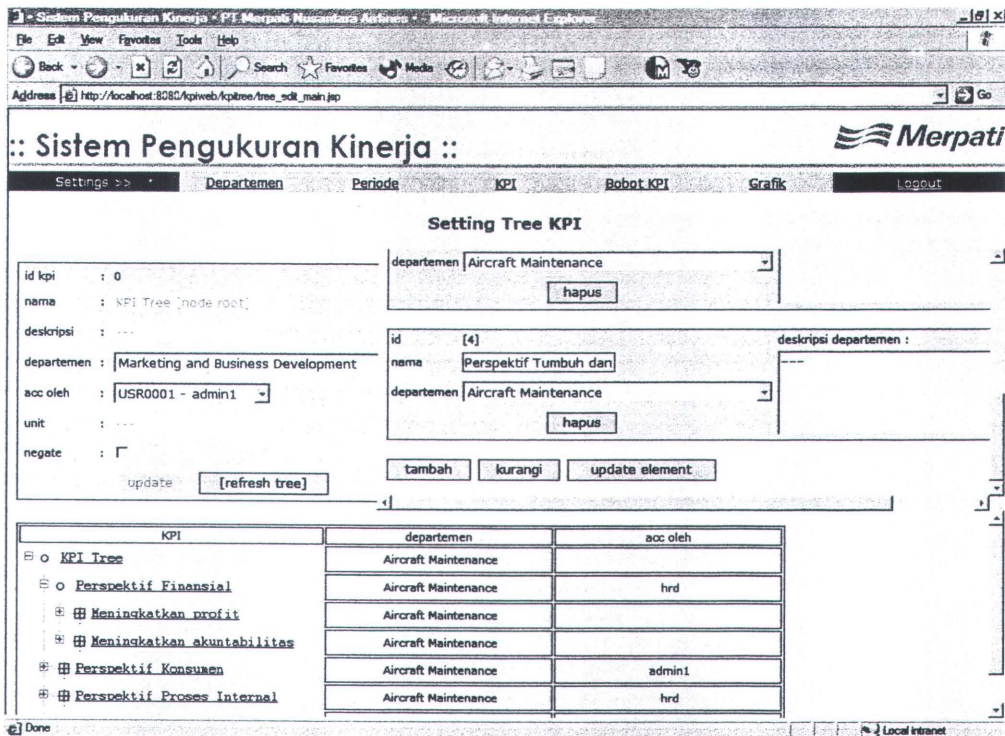 - Sistem Pengukuran Kinerja • PT Merpati Nusantara Airlines • - Microsoft Internet Explorer
File Edit View Favorites Tools Help
Back Search Favorites Media
Address http://localhost:8080/kpiweb/kpitree/tree_edit_main.jsp Go
:: Sistem Pengukuran Kinerja :: Merpati
Settings >> Departemen Periode KPI Bobot KPI Grafik Logout
Setting Tree KPI
id kpi : 0
nama : KPI Tree [node root]
deskripsi : ---
departemen : Marketing and Business Development
acc oleh : USR0001 - admin1
unit : ---
negate :
update [refresh tree]
departemen Aircraft Maintenance
hapus
id [4] deskripsi departemen :
nama Perspektif Tumbuh dan ---
departemen Aircraft Maintenance
hapus
tambah kurangi update element
KPI departemen acc oleh
KPI Tree Aircraft Maintenance
Perspektif Finansial Aircraft Maintenance hrd
Meningkatkan profit Aircraft Maintenance
Meningkatkan akuntabilitas Aircraft Maintenance
Perspektif Konsumen Aircraft Maintenance admin1
Perspektif Proses Internal Aircraft Maintenance hrd
Done Local intranet